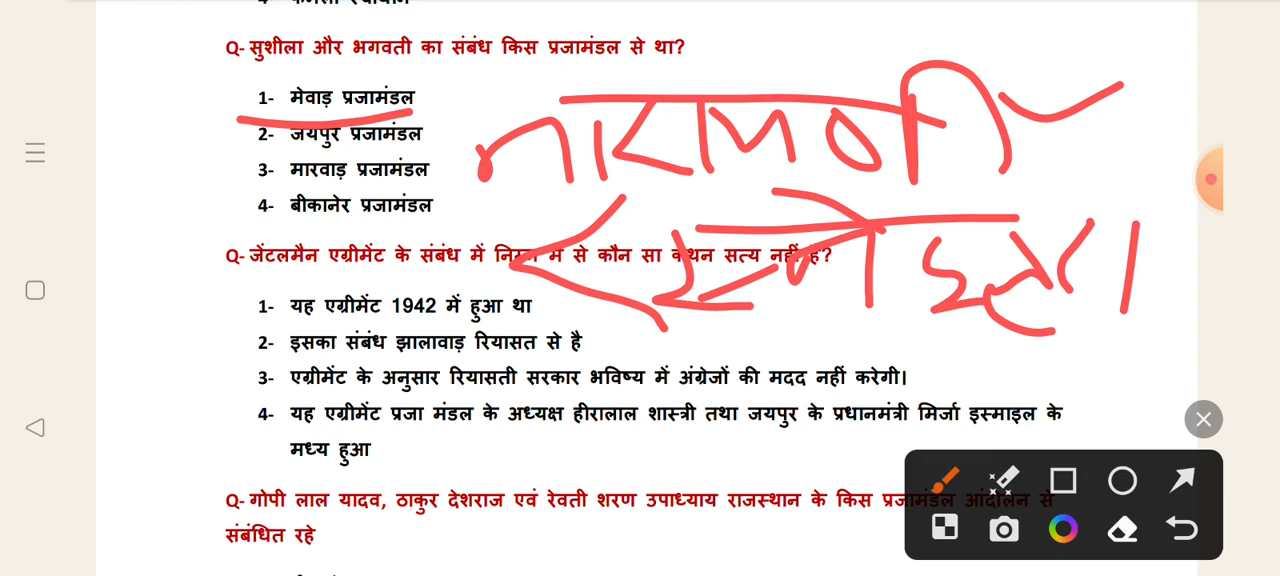 Q- सुशीला और भगवती का संबंध किस प्रजामंडल से था?
1- मेवाड़ प्रजामंडल
2- जयपुर प्रजामंडल
3- मारवाड़ प्रजामंडल
4- बीकानेर प्रजामंडल
Q- जेंटलमैन एग्रीमेंट के संबंध में निम्न में से कौन सा कथन सत्य नहीं है?
1- यह एग्रीमेंट 1942 में हुआ था
2- इसका संबंध झालावाड़ रियासत से है
3- एग्रीमेंट के अनुसार रियासती सरकार भविष्य में अंग्रेजों की मदद नहीं करेगी।
4- यह एग्रीमेंट प्रजा मंडल के अध्यक्ष हीरालाल शास्त्री तथा जयपुर के प्रधानमंत्री मिर्जा इस्माइल के
मध्य हुआ
Q- गोपी लाल यादव, ठाकुर देशराज एवं रेवती शरण उपाध्याय राजस्थान के किस प्रजामंडल आंदोलन से
संबंधित रहे